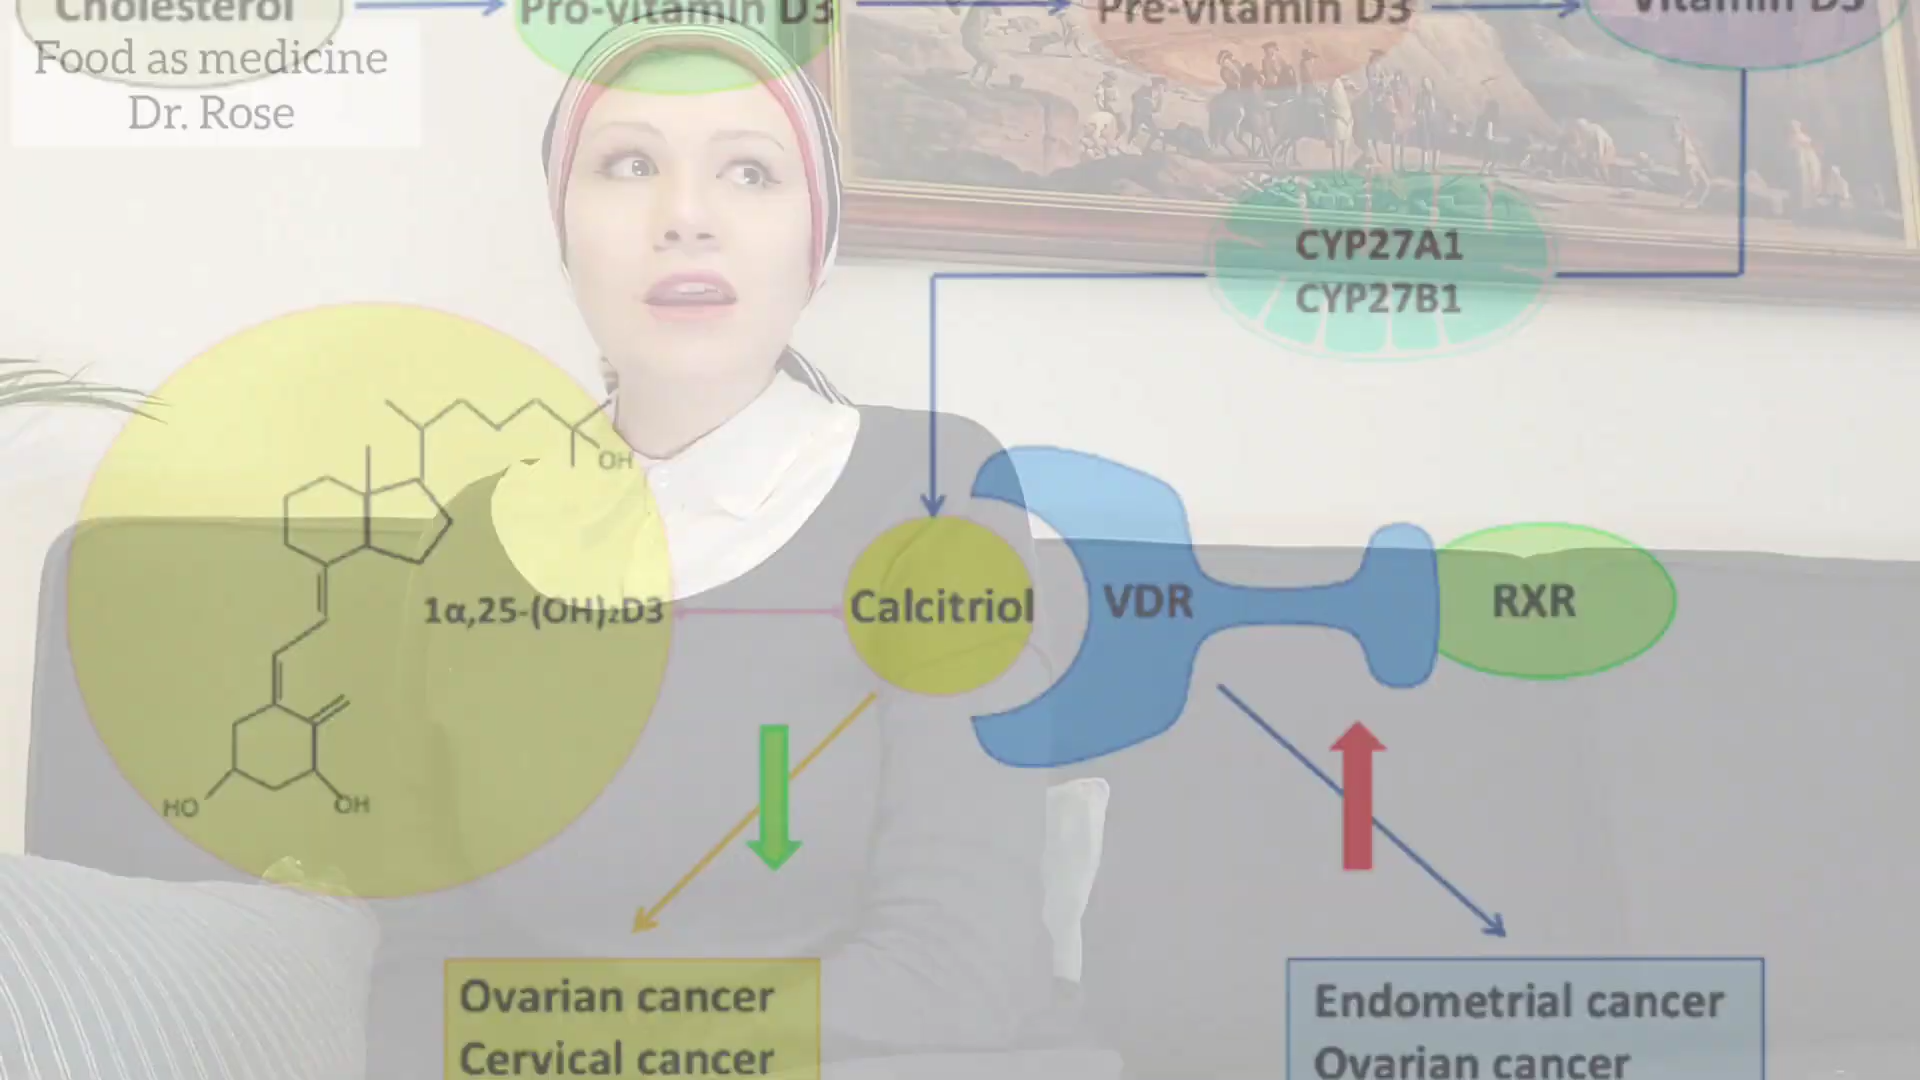 Cholesterol
Pro-vitamin D3
Pre-vitamin D3
Vitamin D3
Food as medicine
Dr. Rose
CYP27A1
CYP27B1
OH
1α,25-(OH)₂D3
Calcitriol
VDR
RXR
HO
OH
Ovarian cancer
Cervical cancer
Endometrial cancer
Ovarian cancer